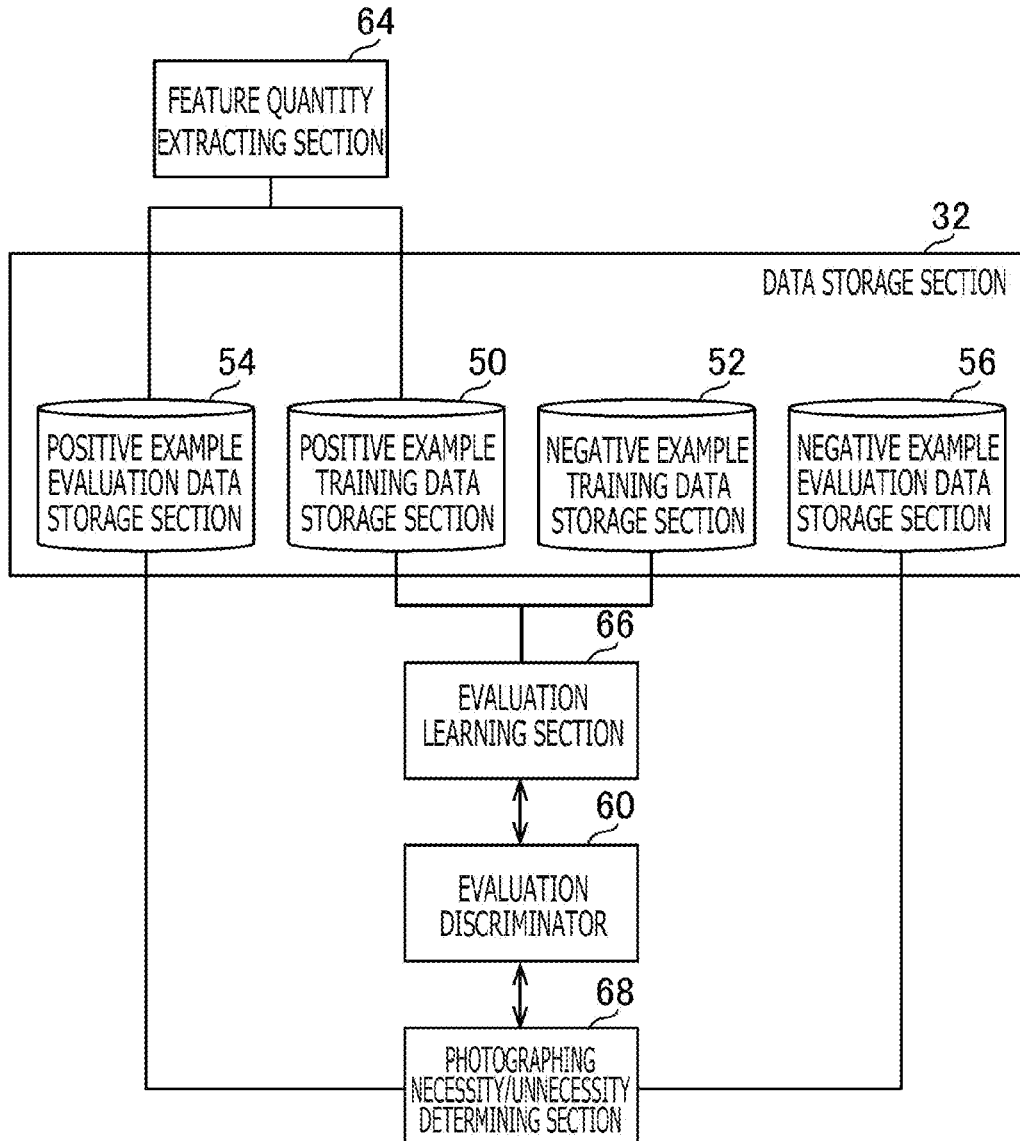 64
FEATURE QUANTITY
EXTRACTING SECTION
32
DATA STORAGE SECTION
54
POSITIVE EXAMPLE
EVALUATION DATA
STORAGE SECTION
50
POSITIVE EXAMPLE
TRAINING DATA
STORAGE SECTION
52
NEGATIVE EXAMPLE
TRAINING DATA
STORAGE SECTION
56
NEGATIVE EXAMPLE
EVALUATION DATA
STORAGE SECTION
66
EVALUATION
LEARNING SECTION
60
EVALUATION
DISCRIMINATOR
68
PHOTOGRAPHING
NECESSITY/UNNECESSITY
DETERMINING SECTION